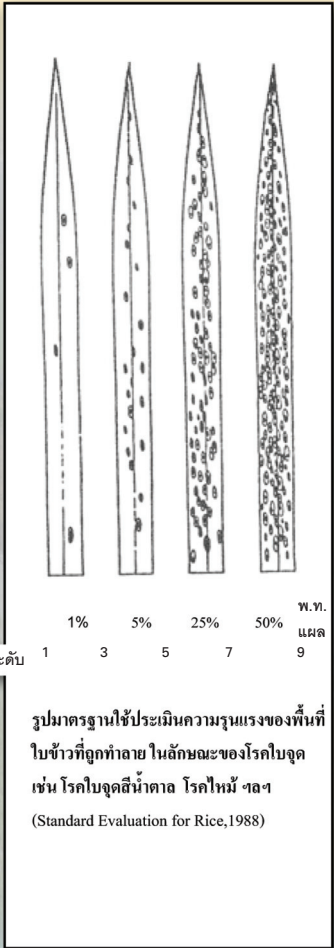 1% 5% 25% 50% พ.ท.
แผล
ะดับ 1 3 5 7 9
รูปมาตรฐานใช้ประเมินความรุนแรงของพื้นที่
ใบข้าวที่ถูกทำลาย ในลักษณะของโรคใบจุด
เช่น โรคใบจุดสีน้ำตาล โรคไหม้ ฯลฯ
(Standard Evaluation for Rice,1988)